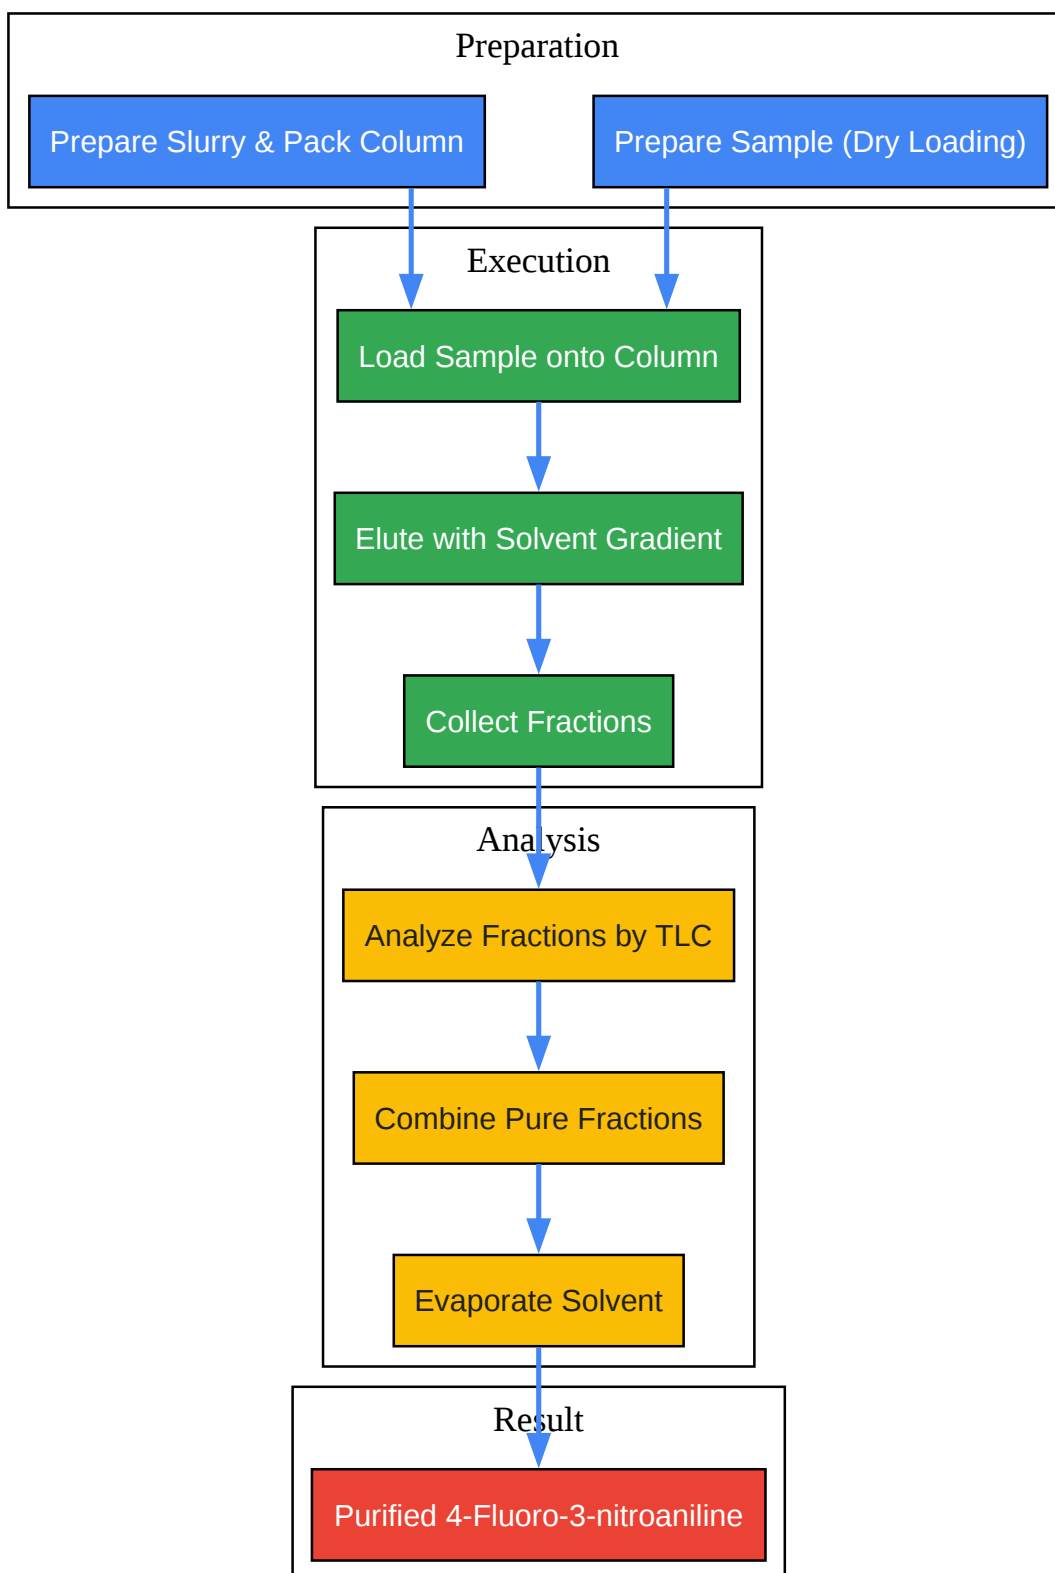 Preparation
Prepare Slurry & Pack Column
Prepare Sample (Dry Loading)
Execution
Load Sample onto Column
Elute with Solvent Gradient
Collect Fractions
Analysis
Analyze Fractions by TLC
Combine Pure Fractions
Evaporate Solvent
Result
Purified 4-Fluoro-3-nitroaniline